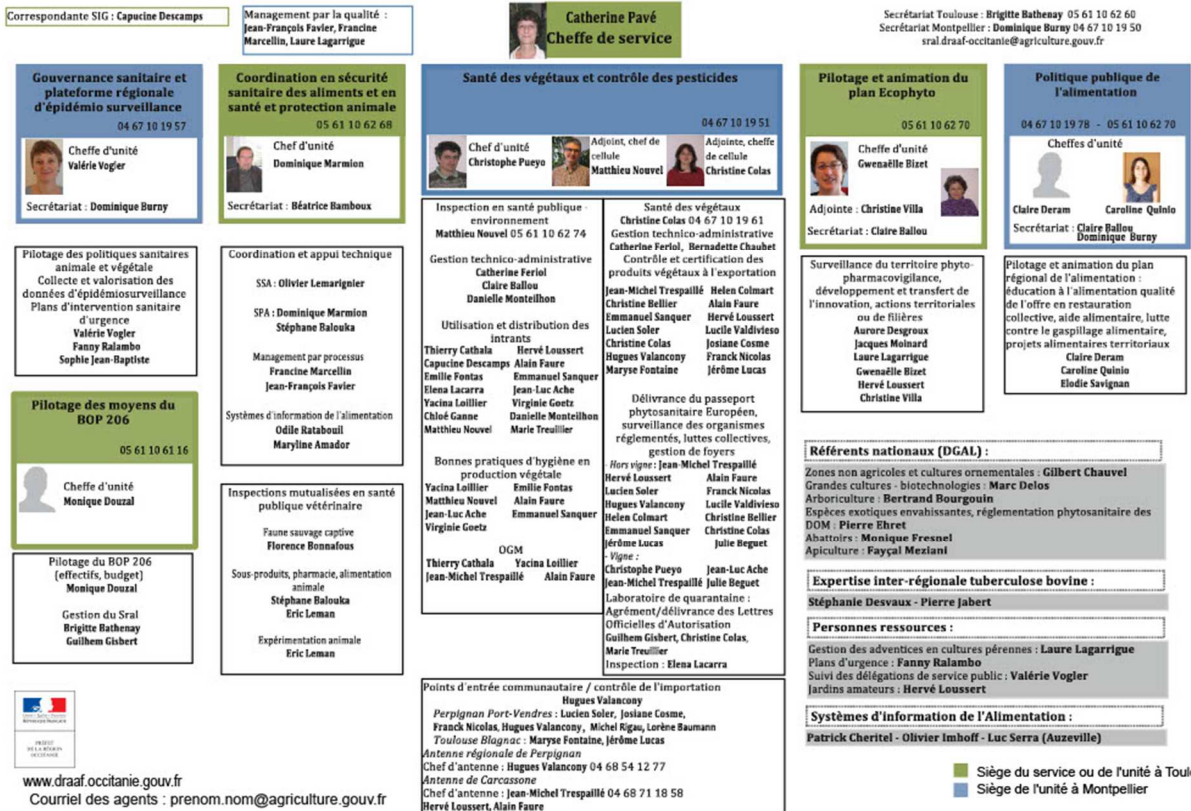 Correspondante SIG : Capucine Descamps
Management par la qualité :
Jean-François Favier, Francine
Marcellin, Laure Lagarrigue
Catherine Pavé
Cheffe de service
Secrétariat Toulouse : Brigitte Bathenay 05 61 10 62 60
Secrétariat Montpellier : Dominique Burny 04 67 10 19 50
sral.draaf-occitanie@agriculture.gouv.fr
Gouvernance sanitaire et
plateforme régionale
d'épidémio surveillance
04 67 10 19 57
Cheffe d'unité
Valérie Vogler
Secrétariat : Dominique Burny
Pilotage des politiques sanitaires
animale et végétale
Collecte et valorisation des
données d'épidémiosurveillance
Plans d'intervention sanitaire
d'urgence
Valérie Vogler
Fanny Ralambo
Sophie Jean-Baptiste
Pilotage des moyens du
BOP 206
05 61 10 61 16
Cheffe d'unité
Monique Douzal
Pilotage du BOP 206
(effectifs, budget)
Monique Douzal
Gestion du Sral
Brigitte Bathenay
Guilhem Gisbert
Coordination en sécurité
sanitaire des aliments et en
santé et protection animale
05 61 10 62 68
Chef d'unité
Dominique Marmion
Secrétariat : Béatrice Bamboux
Coordination et appui technique
SSA : Olivier Lemarignier
SPA : Dominique Marmion
Stéphane Balouka
Management par processus
Francine Marcellin
Jean-François Favier
Systèmes d'information de l'alimentation
Odile Ratabouil
Maryline Amador
Inspections mutualisées en santé
publique vétérinaire
Faune sauvage captive
Florence Bonnafous
Sous-produits, pharmacie, alimentation
animale
Stéphane Balouka
Eric Leman
Expérimentation animale
Eric Leman
Santé des végétaux et contrôle des pesticides
04 67 10 19 51
Chef d'unité
Christophe Pueyo
Adjoint, chef de
cellule
Matthieu Nouvel
Adjointe, cheffe
de cellule
Christine Colas
Inspection en santé publique -
environnement
Matthieu Nouvel 05 61 10 62 74
Gestion technico-administrative
Catherine Feriol
Claire Ballou
Danielle Monteilhon
Utilisation et distribution des
intrants
Thierry Cathala Hervé Loussert
Capucine Descamps Alain Faure
Emilie Fontas Emmanuel Sanquer
Elena Lacarra Jean-Luc Ache
Yacina Loillier Virginie Goetz
Chloé Ganne Danielle Monteilhon
Matthieu Nouvel Marie Treuillier
Bonnes pratiques d'hygiène en
production végétale
Yacina Loillier Emilie Fontas
Matthieu Nouvel Alain Faure
Jean-Luc Ache Emmanuel Sanquer
Virginie Goetz
OGM
Thierry Cathala Yacina Loillier
Jean-Michel Trespaillé Alain Faure
Santé des végétaux
Christine Colas 04 67 10 19 61
Gestion technico-administrative
Catherine Feriol, Bernadette Chaubet
Contrôle et certification des
produits végétaux à l'exportation
Jean-Michel Trespaillé Helen Colmart
Christine Bellier Alain Faure
Emmanuel Sanquer Hervé Loussert
Lucien Soler Lucile Valdivieso
Christine Colas Josiane Cosme
Hugues Valancony Franck Nicolas
Maryse Fontaine Jérôme Lucas
Délivrance du passeport
phytosanitaire Européen,
surveillance des organismes
réglementés, luttes collectives,
gestion de foyers
- Hors vigne : Jean-Michel Trespaillé
Hervé Loussert Alain Faure
Lucien Soler Franck Nicolas
Hugues Valancony Lucile Valdivieso
Helen Colmart Christine Bellier
Emmanuel Sanquer Christine Colas
Jérôme Lucas Julie Beguet
- Vigne :
Christophe Pueyo Jean-Luc Ache
Jean-Michel Trespaillé Julie Beguet
Laboratoire de quarantaine :
Agrément/délivrance des Lettres
Officielles d'Autorisation
Guilhem Gisbert, Christine Colas,
Marie Treuillier
Inspection : Elena Lacarra
Points d'entrée communautaire / contrôle de l'importation
Hugues Valancony
Perpignan Port-Vendres : Lucien Soler, Josiane Cosme,
Franck Nicolas, Hugues Valancony, Michel Rigau, Lorène Baumann
Toulouse Blagnac : Maryse Fontaine, Jérôme Lucas
Antenne régionale de Perpignan
Chef d'antenne : Hugues Valancony 04 68 54 12 77
Antenne de Carcassone
Chef d'antenne : Jean-Michel Trespaillé 04 68 71 18 58
Hervé Loussert, Alain Faure
Pilotage et animation du
plan Ecophyto
05 61 10 62 70
Cheffe d'unité
Gwenaëlle Bizet
Adjointe : Christine Villa
Secrétariat : Claire Ballou
Surveillance du territoire phyto-
pharmacovigilance,
développement et transfert de
l'innovation, actions territoriales
ou de filières
Aurore Desgroux
Jacques Moinard
Laure Lagarrigue
Gwenaëlle Bizet
Hervé Loussert
Christine Villa
Politique publique de
l'alimentation
04 67 10 19 78 - 05 61 10 62 70
Cheffes d'unité
Claire Deram Caroline Quinio
Secrétariat : Claire Ballou
Dominique Burny
Pilotage et animation du plan
régional de l'alimentation :
éducation à l'alimentation qualité
de l'offre en restauration
collective, aide alimentaire, lutte
contre le gaspillage alimentaire,
projets alimentaires territoriaux
Claire Deram
Caroline Quinio
Elodie Savignan
Référents nationaux (DGAL) :
Zones non agricoles et cultures ornementales : Gilbert Chauvel
Grandes cultures - biotechnologies : Marc Delos
Arboriculture : Bertrand Bourgouin
Espèces exotiques envahissantes, réglementation phytosanitaire des
DOM : Pierre Ehret
Abattoirs : Monique Fresnel
Apiculture : Fayçal Meziani
Expertise inter-régionale tuberculose bovine :
Stéphanie Desvaux - Pierre Jabert
Personnes ressources :
Gestion des adventices en cultures pérennes : Laure Lagarrigue
Plans d'urgence : Fanny Ralambo
Suivi des délégations de service public : Valérie Vogler
Jardins amateurs : Hervé Loussert
Systèmes d'information de l'Alimentation :
Patrick Cheritel - Olivier Imhoff - Luc Serra (Auzeville)
Siège du service ou de l'unité à Toul
Siège de l'unité à Montpellier
PRÉFET
DE LA RÉGION
OCCITANIE
www.draaf.occitanie.gouv.fr
Courriel des agents : prenom.nom@agriculture.gouv.fr